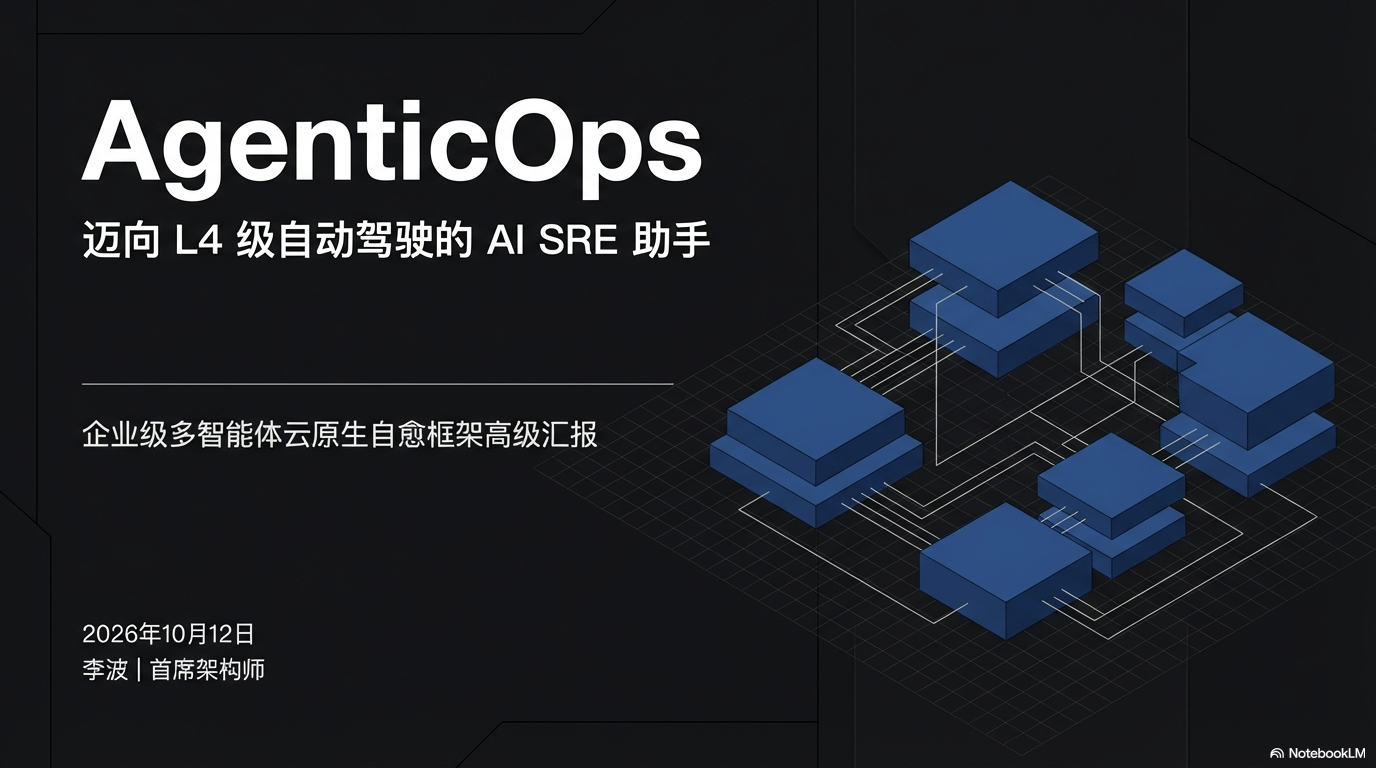 AgenticOps
迈向 L4 级自动驾驶的 AI SRE 助手
企业级多智能体云原生自愈框架高级汇报
2026年10月12日
李波 | 首席架构师
NotebookLM